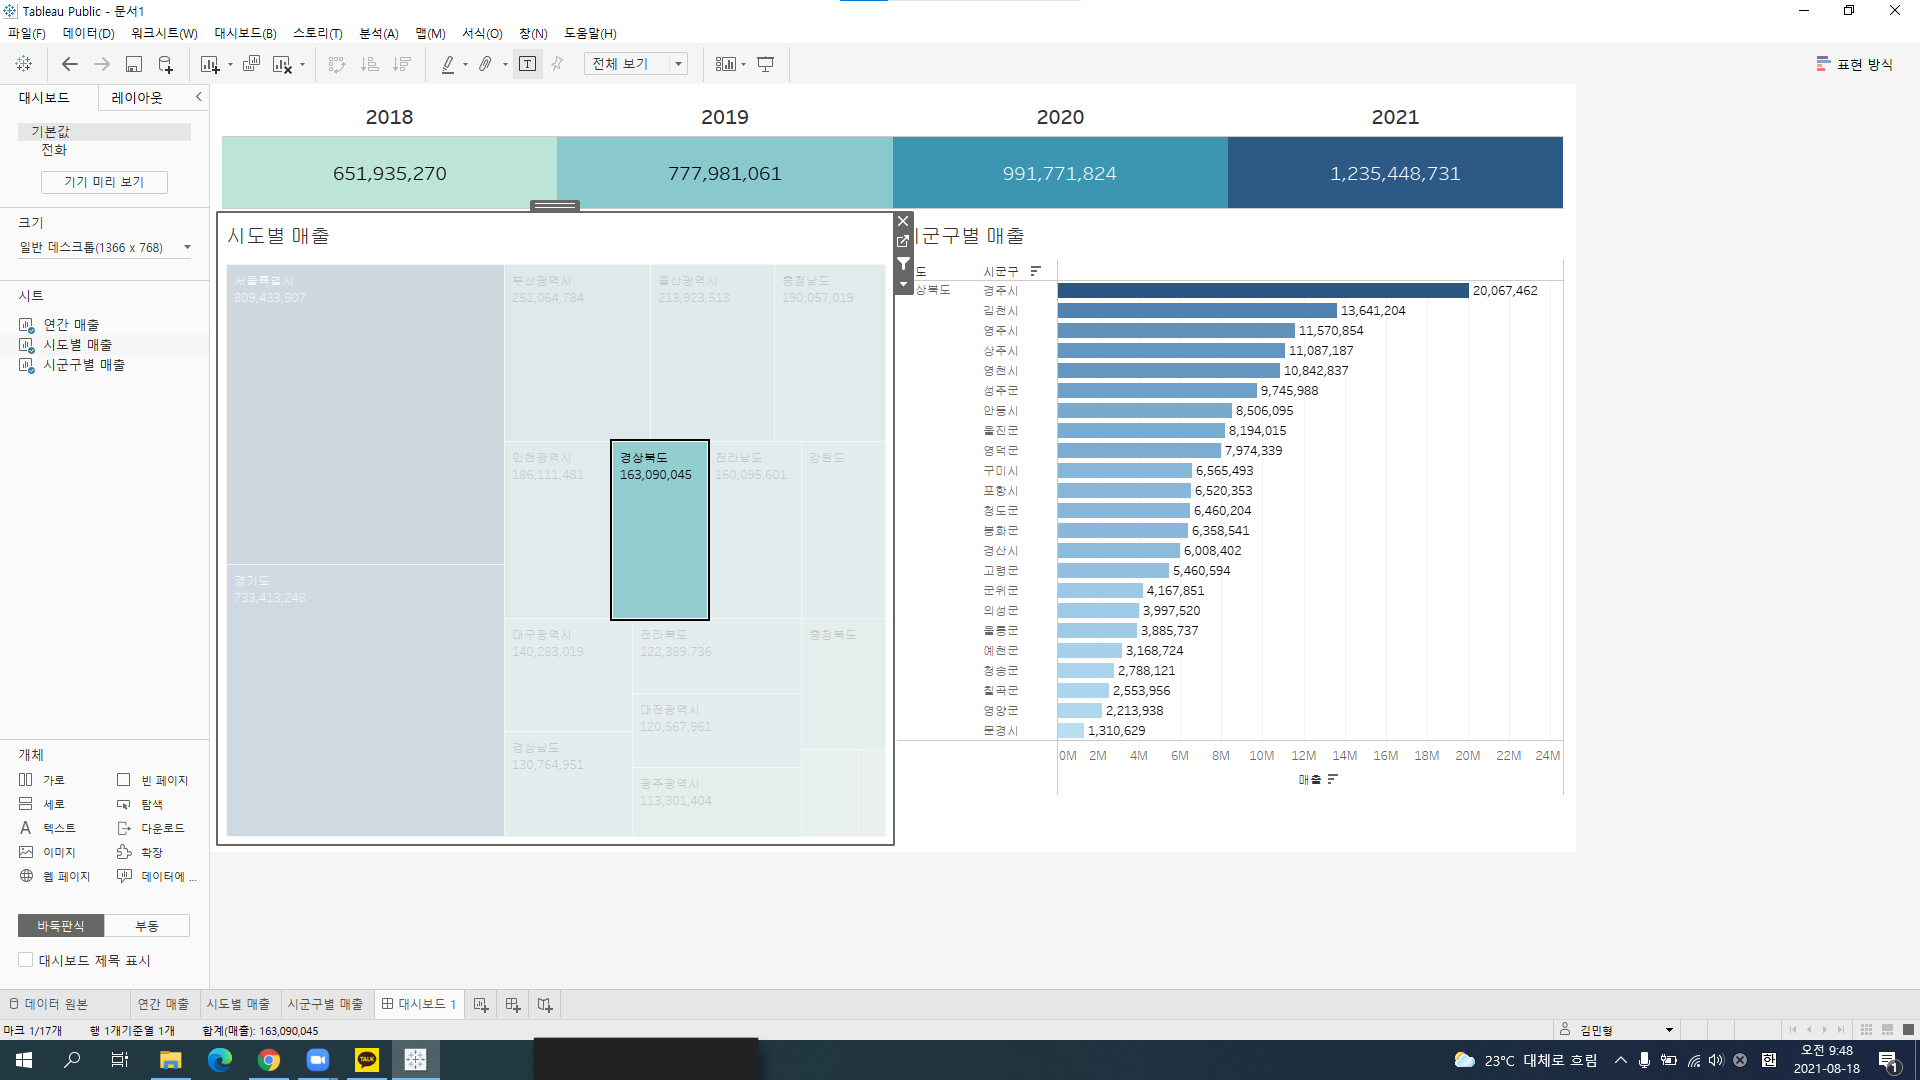 Tableau Public - 문서1
파일(F) 데이터(D) 워크시트(W) 대시보드(B) 스토리(T) 분석(A) 맵(M) 서식(O) 창(N) 도움말(H)
전체 보기
표현 방식
대시보드 레이아웃
기본값
전화
기기 미리 보기
크기
일반 데스크톱(1366 x 768)
시트
연간 매출
시도별 매출
시군구별 매출
개체
가로 빈 페이지
세로 탐색
텍스트 다운로드
이미지 확장
웹 페이지 데이터에 ...
바둑판식 부동
대시보드 제목 표시
2018 2019 2020 2021
651,935,270 777,981,061 991,771,824 1,235,448,731
시도별 매출
서울특별시
809,433,907
경기도
733,413,248
부산광역시
251,064,784
울산광역시
213,923,513
충청남도
190,057,019
인천광역시
186,111,481
경상북도
163,090,045
전라남도
160,095,601
강원도
대구광역시
140,283,019
전라북도
122,389,736
충청북도
대전광역시
120,567,961
경상남도
130,764,951
광주광역시
113,301,404
군구별 매출
도 시군구
상북도 경주시 20,067,462
김천시 13,641,204
영주시 11,570,854
상주시 11,087,187
영천시 10,842,837
성주군 9,745,988
안동시 8,506,095
울진군 8,194,015
영덕군 7,974,339
구미시 6,565,493
포항시 6,520,353
청도군 6,460,204
봉화군 6,358,541
경산시 6,008,402
고령군 5,460,594
군위군 4,167,851
의성군 3,997,520
울릉군 3,885,737
예천군 3,168,724
청송군 2,788,121
칠곡군 2,553,956
영양군 2,213,938
문경시 1,310,629
0M 2M 4M 6M 8M 10M 12M 14M 16M 18M 20M 22M 24M
매출
데이터 원본 연간 매출 시도별 매출 시군구별 매출 대시보드 1
마크 1/17개 행 1개기준열 1개 합계(매출): 163,090,045
김민형
TALK
23°C 대체로 흐림
한
오전 9:48
2021-08-18
1